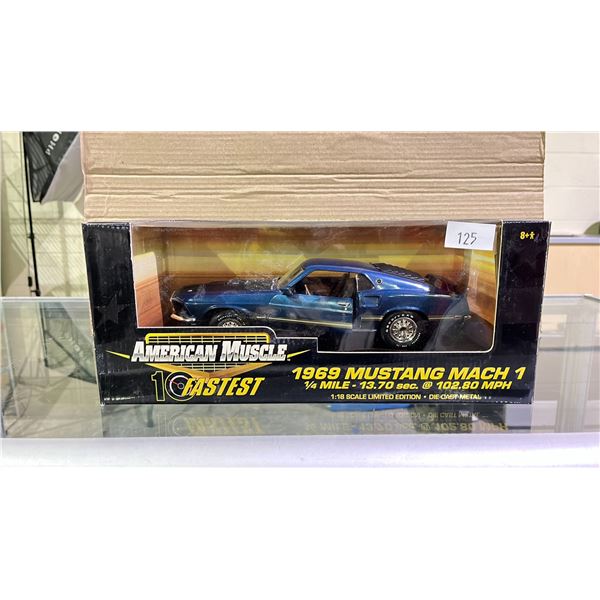 125
8+
AMERICAN MUSCLE
10 FASTEST
1969 MUSTANG MACH 1
1/4 MILE - 13.70 sec. @ 102.80 MPH
1:18 SCALE LIMITED EDITION • DIE-CAST METAL